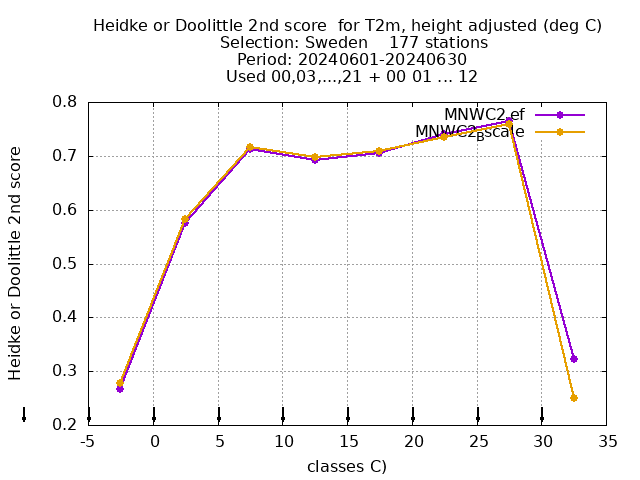 Heidke or Doolittle 2nd score for T2m, height adjusted (deg C)
Selection: Sweden 177 stations
Period: 20240601-20240630
Used 00,03,...,21 + 00 01 ... 12
MNWC2
MNWC2Bscale
Heidke or Doolittle 2nd score
0.8
0.7
0.6
0.5
0.4
0.3
0.2
-5 0 5 10 15 20 25 30 35
classes C)